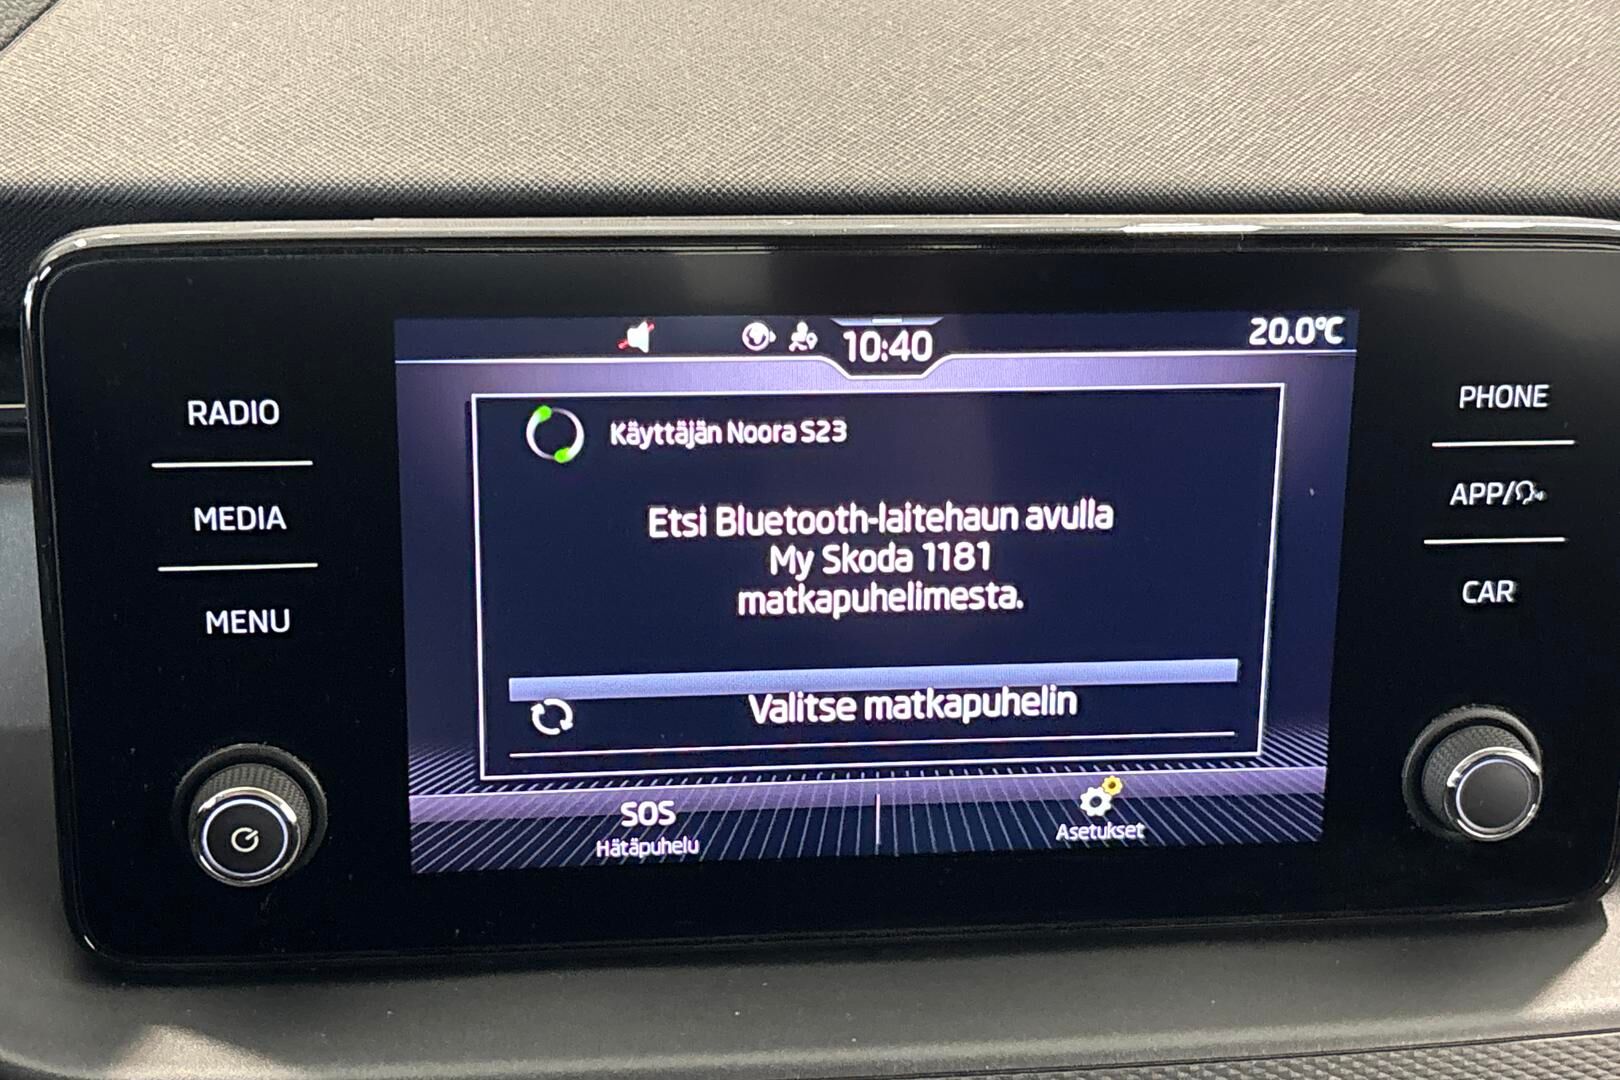 10:40
20.0°C
RADIO
MEDIA
MENU
Käyttäjän Noora S23
Etsi Bluetooth-laitehaun avulla
My Skoda 1181
matkapuhelimesta.
Valitse matkapuhelin
SOS
Hätäpuhelu
Asetukset
PHONE
APP/
CAR